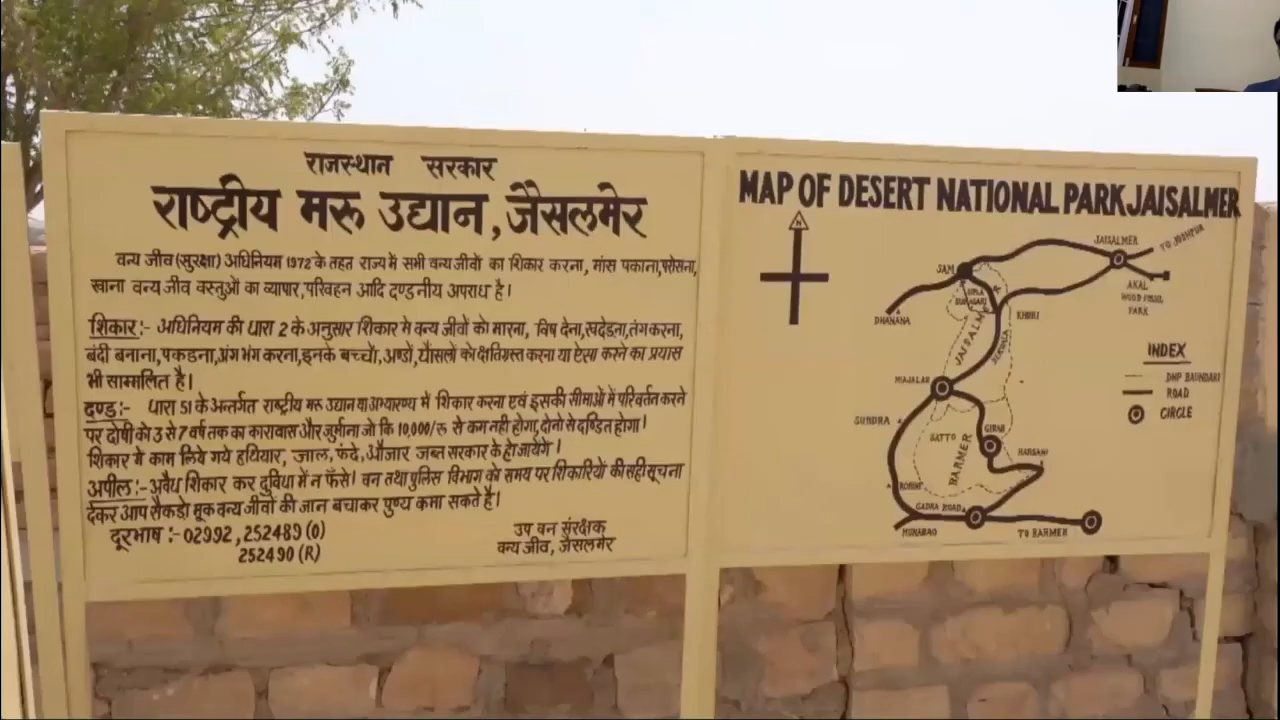 राजस्थान सरकार
राष्ट्रीय मरू उद्यान, जैसलमेर
वन्य जीव (सुरक्षा) अधिनियम 1972 के तहत राज्य में सभी वन्य जीवों का शिकार करना, मांस पकाना, परोसना,
खाना वन्य जीव वस्तुओं का व्यापार, परिवहन आदि दण्डनीय अपराध है।
शिकार:- अधिनियम की धारा 2 के अनुसार शिकार मे वन्य जीवों को मारना, विष देना, खदेड़ना, तंग करना,
बंदी बनाना, पकड़ना, अंग भंग करना, इनके बच्चों, अण्डों, घौंसलों को क्षतिग्रस्त करना या ऐसा करने का प्रयास
भी साम्मलित है।
दण्ड:- धारा 51 के अन्तर्गत राष्ट्रीय मरू उद्यान या अभ्यारण्य में शिकार करना एवं इसकी सीमाओं में परिवर्तन करने
पर दोषी को 3 से 7 वर्ष तक का कारावास और जुर्माना जो कि 10,000/रू से कम नही होगा, दोनो से दण्डित होगा।
शिकार मे काम लिये गये हथियार, जाल, फंदे, औजार जब्त सरकार के हो जायेंगे।
अपील:- अवैध शिकार कर दुविधा में न फँसे। वन तथा पुलिस विभाग को समय पर शिकारियों की सही सूचना
देकर आप सैकडो मूक वन्य जीवों की जान बचाकर पुण्य कमा सकते है।
दूरभाष:- 02992, 252489 (O)
252490 (R)
उप वन संरक्षक
वन्य जीव, जैसलमेर
MAP OF DESERT NATIONAL PARK JAISALMER
N
JAISALMER
TO JODHPUR
SAM
AKAL
WOOD FOSSIL
PARK
DHANANA
KHURI
JAISALMER
MIAJALAR
INDEX
DNP BAUNDARI
ROAD
CIRCLE
SUNDRA
GIRAB
SATTO
BARMER
HARSANI
ROHIDI
GADRA ROAD
MUNABAO
TO BARMER